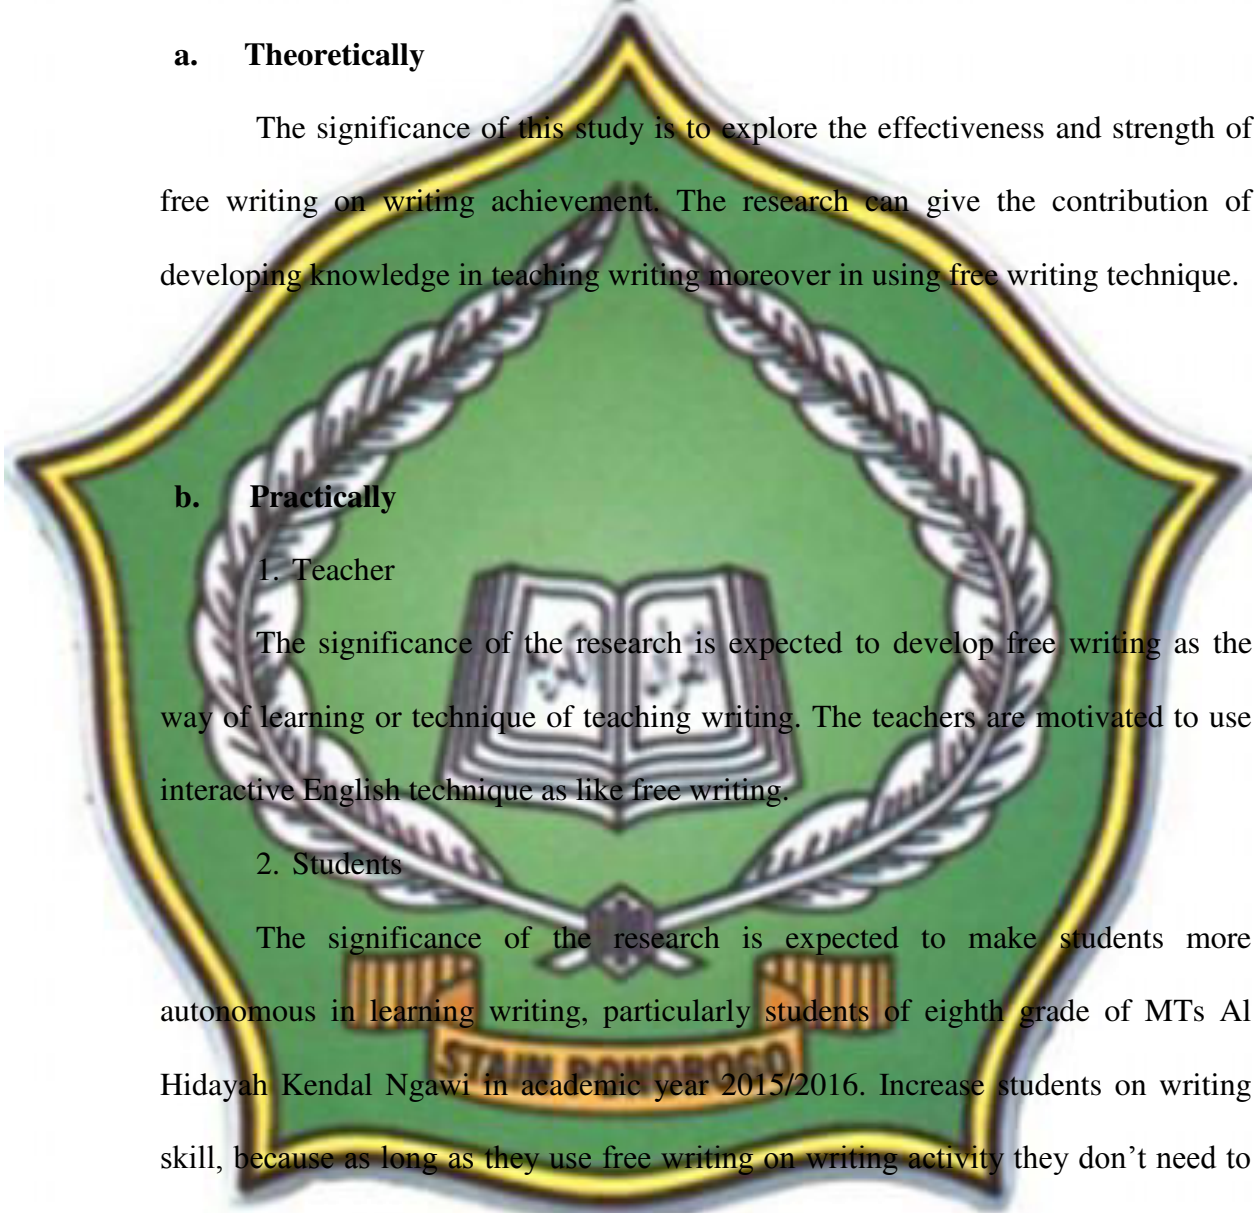 a. Theoretically
The significance of this study is to explore the effectiveness and strength of
free writing on writing achievement. The research can give the contribution of
developing knowledge in teaching writing moreover in using free writing technique.
b. Practically
1. Teacher
The significance of the research is expected to develop free writing as the
way of learning or technique of teaching writing. The teachers are motivated to use
interactive English technique as like free writing.
2. Students
The significance of the research is expected to make students more
autonomous in learning writing, particularly students of eighth grade of MTs Al
STAIN PONOROGO
Hidayah Kendal Ngawi in academic year 2015/2016. Increase students on writing
skill, because as long as they use free writing on writing activity they don't need to